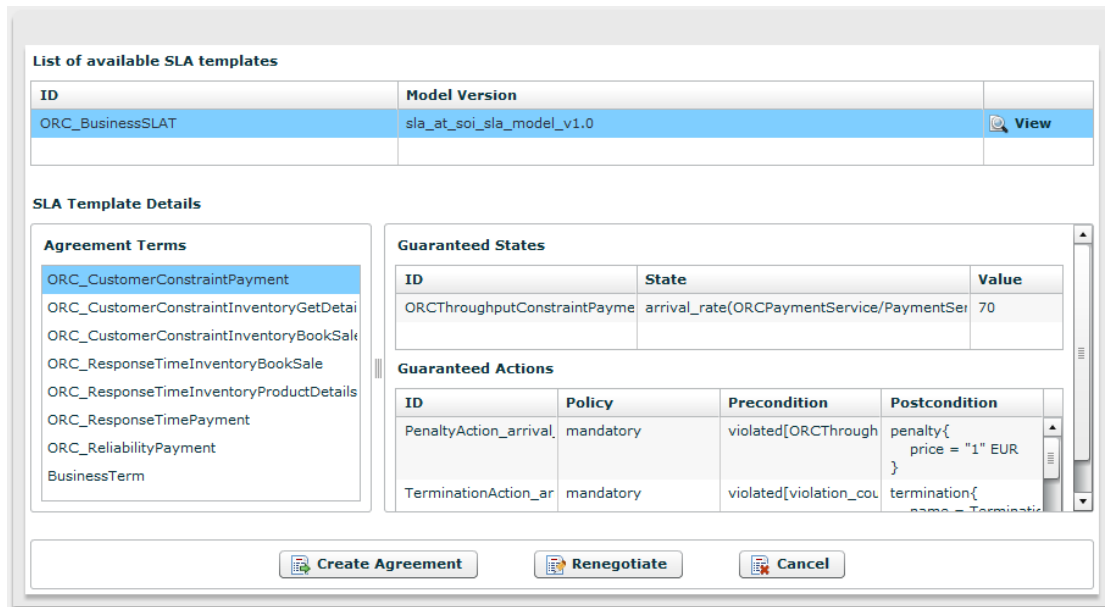 List of available SLA templates
ID Model Version
ORC_BusinessSLAT sla_at_soi_sla_model_v1.0 View
SLA Template Details
Agreement Terms
ORC_CustomerConstraintPayment
ORC_CustomerConstraintInventoryGetDetai
ORC_CustomerConstraintInventoryBookSale
ORC_ResponseTimeInventoryBookSale
ORC_ResponseTimeInventoryProductDetails
ORC_ResponseTimePayment
ORC_ReliabilityPayment
BusinessTerm
Guaranteed States
ID State Value
ORCThroughputConstraintPayme arrival_rate(ORCPaymentService/PaymentSer 70
Guaranteed Actions
ID Policy Precondition Postcondition
PenaltyAction_arrival_ mandatory violated[ORCThrough penalty{
price = "1" EUR
}
TerminationAction_ar mandatory violated[violation_cou termination{
name = Terminatio
Create Agreement Renegotiate Cancel